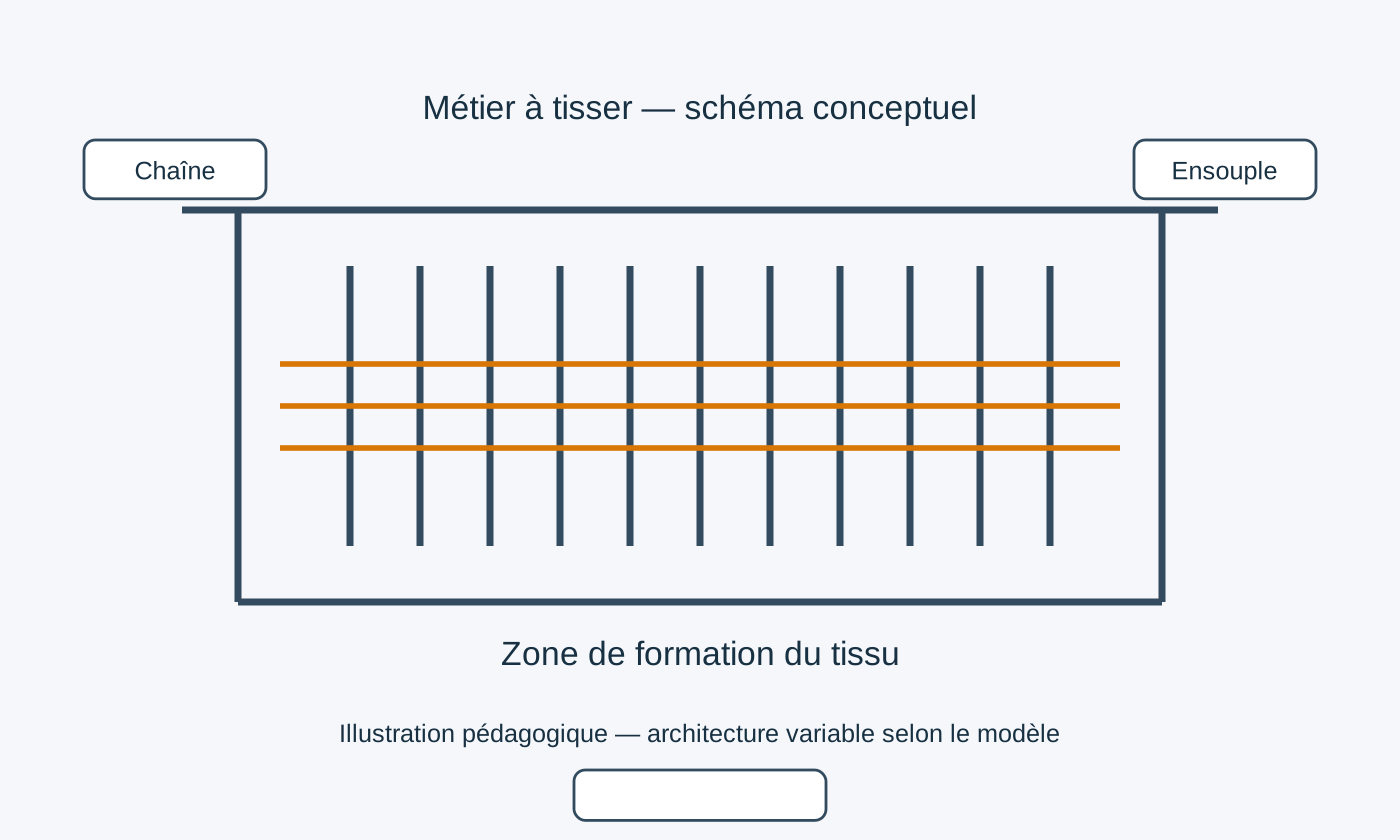 Métier à tisser — schéma conceptuel
Chaîne
Ensouple
Zone de formation du tissu
Illustration pédagogique — architecture variable selon le modèle